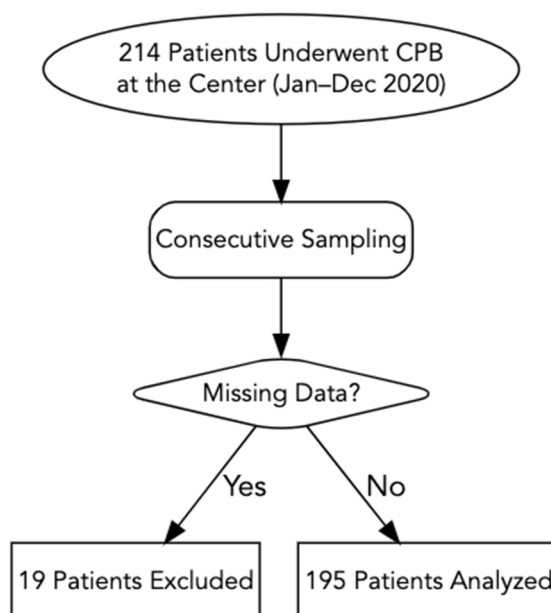 214 Patients Underwent CPB
at the Center (Jan–Dec 2020)
Consecutive Sampling
Missing Data?
Yes
No
19 Patients Excluded
195 Patients Analyzed